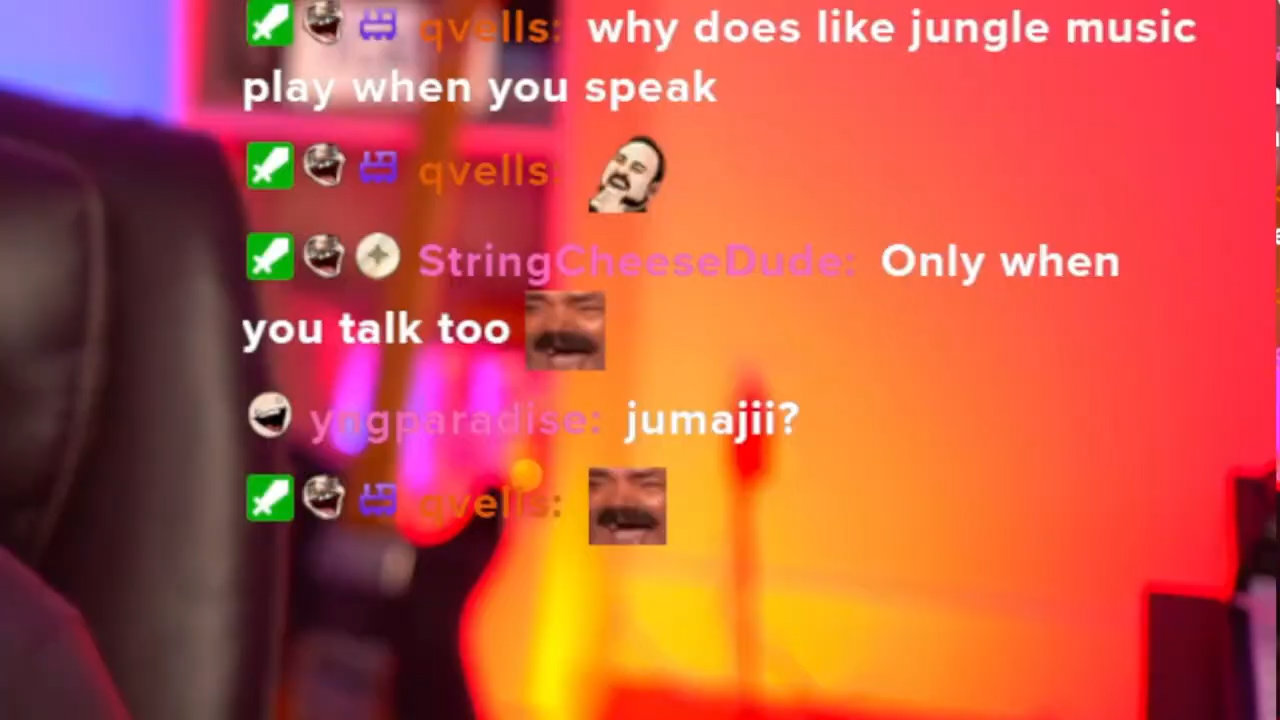 qvells: why does like jungle music
play when you speak
qvells:
StringCheeseDude: Only when
you talk too
yngparadise: jumajii?
qvells: